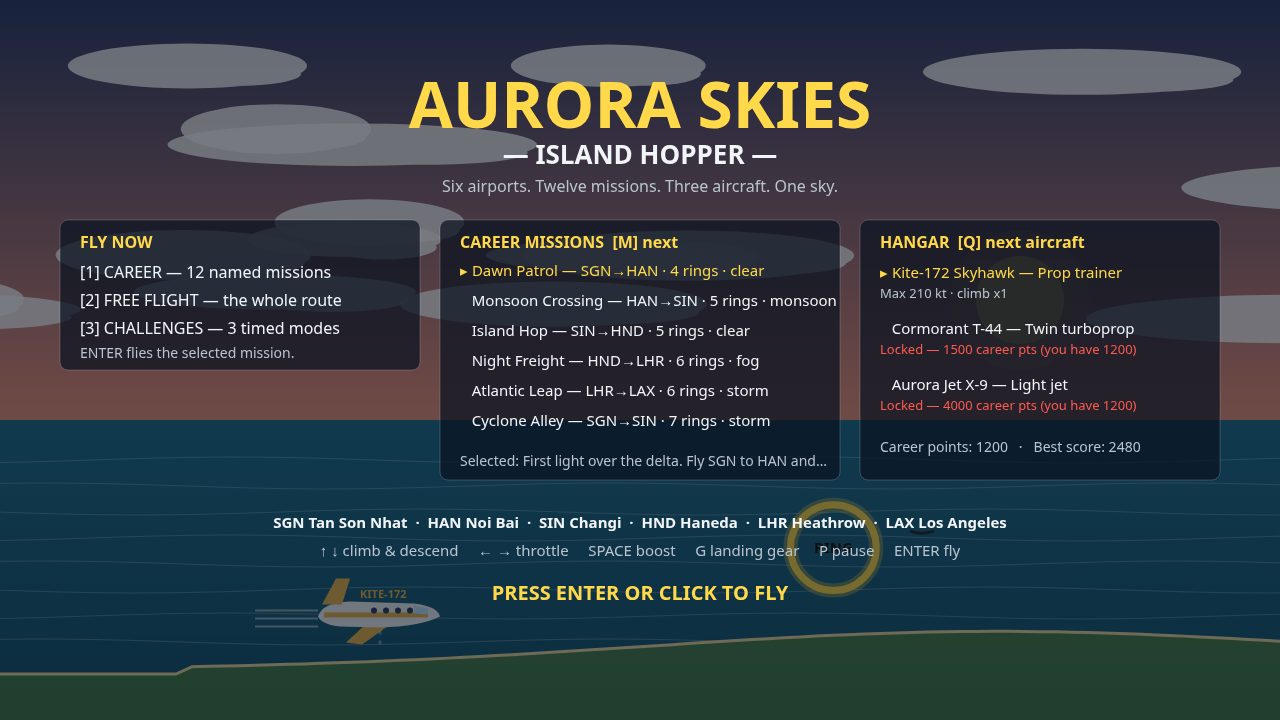 AURORA SKIES
— ISLAND HOPPER —
Six airports. Twelve missions. Three aircraft. One sky.
FLY NOW
[1] CAREER — 12 named missions
[2] FREE FLIGHT — the whole route
[3] CHALLENGES — 3 timed modes
ENTER flies the selected mission.
CAREER MISSIONS [M] next
▸ Dawn Patrol — SGN→HAN · 4 rings · clear
Monsoon Crossing — HAN→SIN · 5 rings · monsoon
Island Hop — SIN→HND · 5 rings · clear
Night Freight — HND→LHR · 6 rings · fog
Atlantic Leap — LHR→LAX · 6 rings · storm
Cyclone Alley — SGN→SIN · 7 rings · storm
Selected: First light over the delta. Fly SGN to HAN and...
HANGAR [Q] next aircraft
▸ Kite-172 Skyhawk — Prop trainer
Max 210 kt · climb x1
Cormorant T-44 — Twin turboprop
Locked — 1500 career pts (you have 1200)
Aurora Jet X-9 — Light jet
Locked — 4000 career pts (you have 1200)
Career points: 1200 · Best score: 2480
SGN Tan Son Nhat · HAN Noi Bai · SIN Changi · HND Haneda · LHR Heathrow · LAX Los Angeles
↑ ↓ climb & descend ← → throttle SPACE boost G landing gear P pause ENTER fly
PRESS ENTER OR CLICK TO FLY
KITE-172